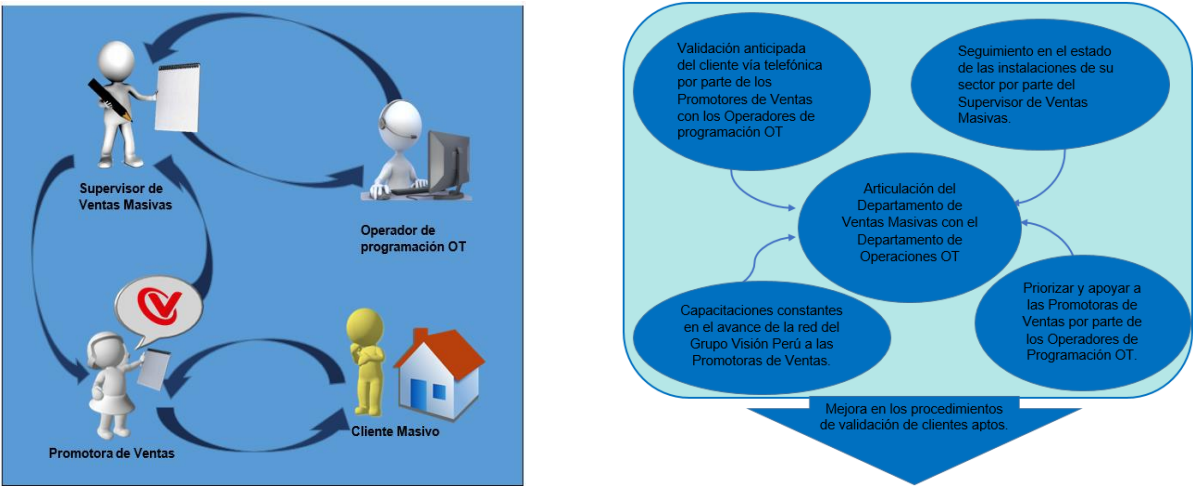 Supervisor de
Ventas Masivas
Operador de
programación OT
Promotora de Ventas
Cliente Masivo
Validación anticipada
del cliente vía telefónica
por parte de los
Promotores de Ventas
con los Operadores de
programación OT
Seguimiento en el estado
de las instalaciones de su
sector por parte del
Supervisor de Ventas
Masivas.
Articulación del
Departamento de
Ventas Masivas con el
Departamento de
Operaciones OT
Capacitaciones constantes
en el avance de la red del
Grupo Visión Perú a las
Promotoras de Ventas.
Priorizar y apoyar a
las Promotoras de
Ventas por parte de
los Operadores de
Programación OT.
Mejora en los procedimientos
de validación de clientes aptos.